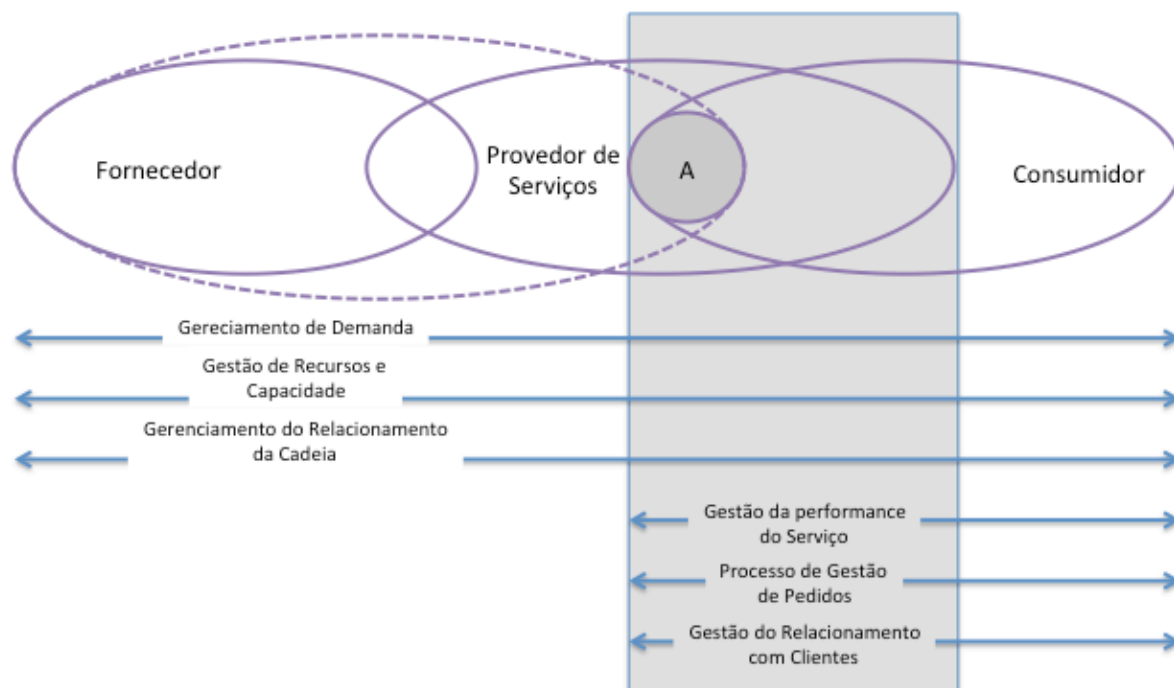 Fornecedor
Provedor de
Serviços
A
Consumidor
Gereciamento de Demanda
Gestão de Recursos e
Capacidade
Gerenciamento do Relacionamento
da Cadeia
Gestão da performance
do Serviço
Processo de Gestão
de Pedidos
Gestão do Relacionamento
com Clientes